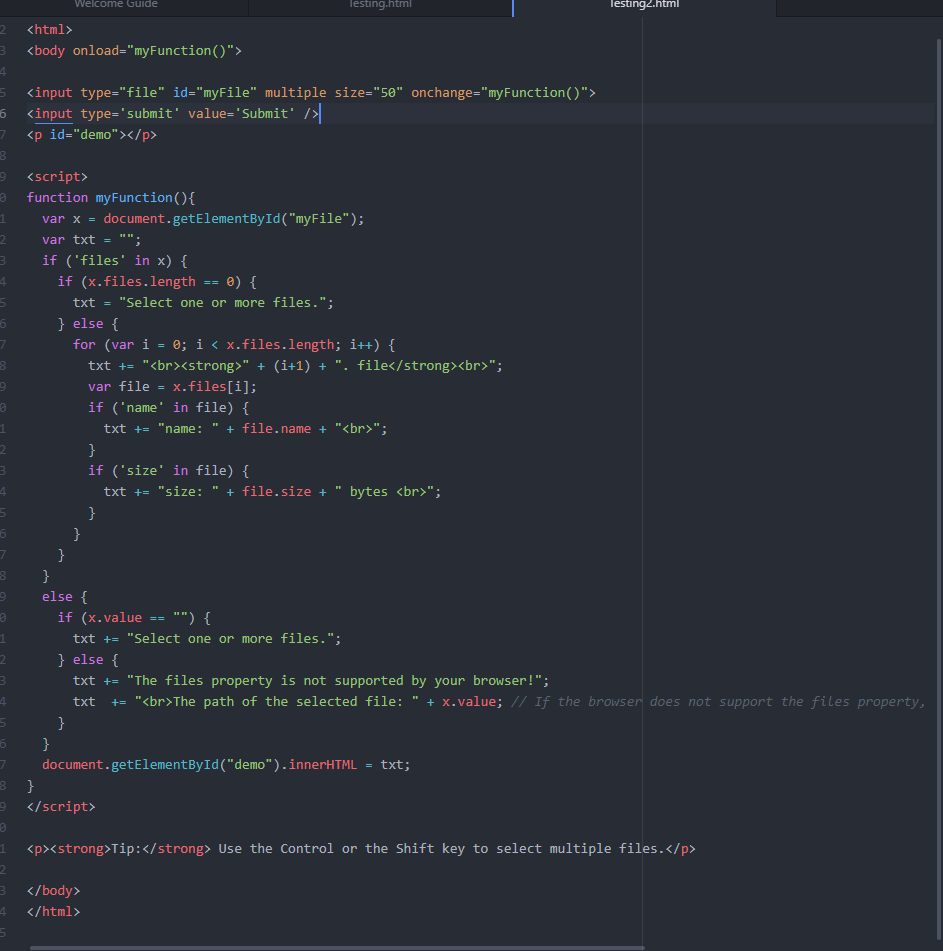 Welcome Guide
Testing.html
Testing2.html
2 <html>
3 <body onload="myFunction()">
4
5 <input type="file" id="myFile" multiple size="50" onchange="myFunction()">
6 <input type='submit' value='Submit' />
7 <p id="demo"></p>
8
9 <script>
0 function myFunction(){
1 var x = document.getElementById("myFile");
2 var txt = "";
3 if ('files' in x) {
4 if (x.files.length == 0) {
5 txt = "Select one or more files.";
6 } else {
7 for (var i = 0; i < x.files.length; i++) {
8 txt += "<br><strong>" + (i+1) + ". file</strong><br>";
9 var file = x.files[i];
0 if ('name' in file) {
1 txt += "name: " + file.name + "<br>";
2 }
3 if ('size' in file) {
4 txt += "size: " + file.size + " bytes <br>";
5 }
6 }
7 }
8 }
9 else {
0 if (x.value == "") {
1 txt += "Select one or more files.";
2 } else {
3 txt += "The files property is not supported by your browser!";
4 txt  += "<br>The path of the selected file: " + x.value; // If the browser does not support the files property,
5 }
6 }
7 document.getElementById("demo").innerHTML = txt;
8 }
9 </script>
0
1 <p><strong>Tip:</strong> Use the Control or the Shift key to select multiple files.</p>
2
3 </body>
4 </html>
5